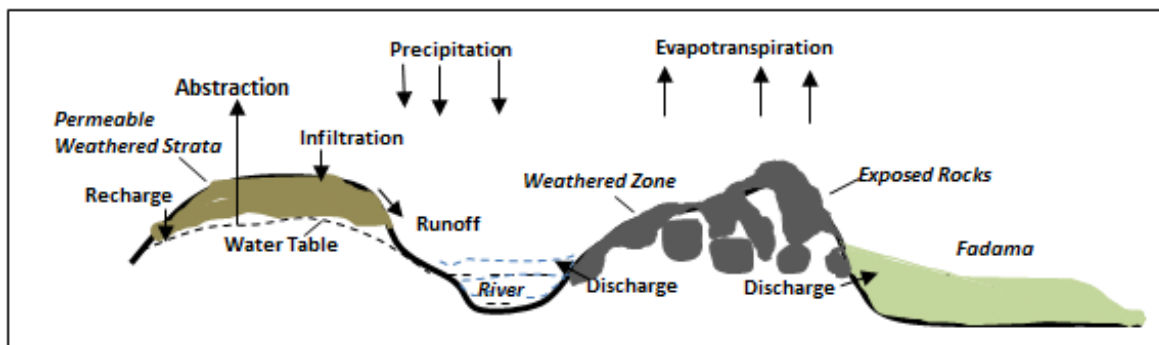 Precipitation
Evapotranspiration
Abstraction
Permeable
Weathered Strata
Infiltration
Recharge
Weathered Zone
Exposed Rocks
Runoff
Water Table
Fadama
River
Discharge
Discharge